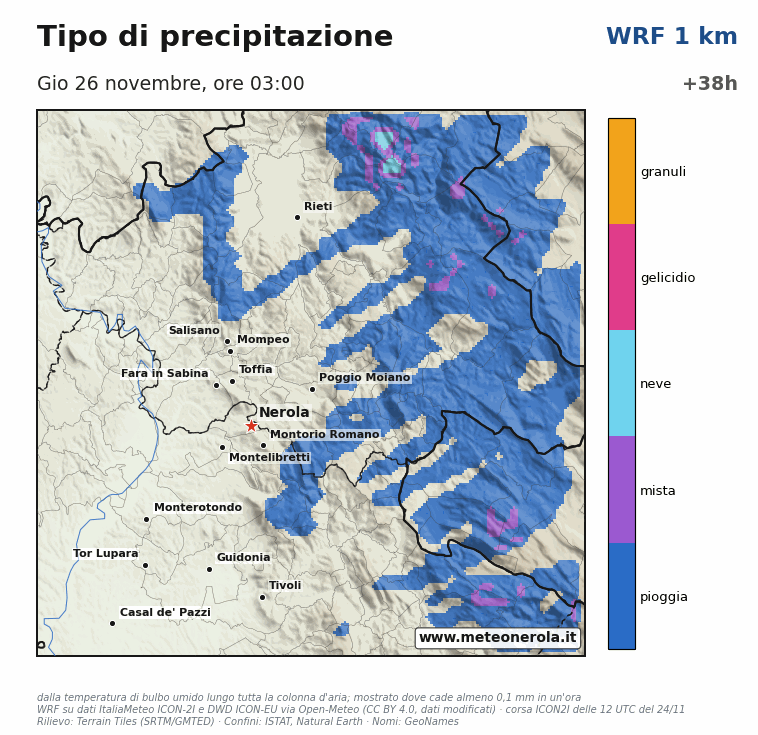 Tipo di precipitazione
WRF 1 km
Gio 26 novembre, ore 03:00
+38h
granuli
gelicidio
neve
mista
pioggia
Rieti
Salisano
Mompeo
Fara in Sabina
Toffia
Poggio Moiano
Nerola
Montorio Romano
Montelibretti
Monterotondo
Tor Lupara
Guidonia
Tivoli
Casal de' Pazzi
www.meteonerola.it
dalla temperatura di bulbo umido lungo tutta la colonna d'aria; mostrato dove cade almeno 0,1 mm in un'ora
WRF su dati ItaliaMeteo ICON-2I e DWD ICON-EU via Open-Meteo (CC BY 4.0, dati modificati) · corsa ICON2I delle 12 UTC del 24/11
Rilievo: Terrain Tiles (SRTM/GMTED) · Confini: ISTAT, Natural Earth · Nomi: GeoNames